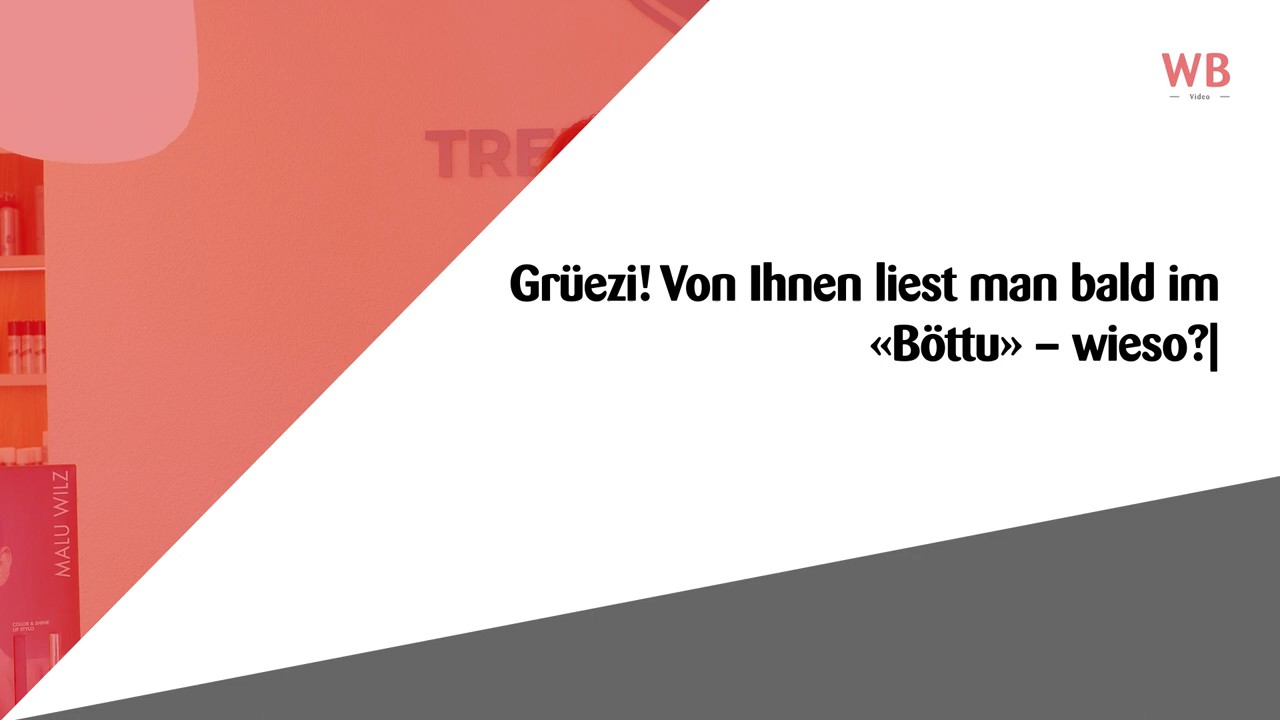 WB
Video
TRE
Grüezi! Von Ihnen liest man bald im
«Böttu» – wieso?
MALU WILZ
COLOR & SHINE
LIP STYLO